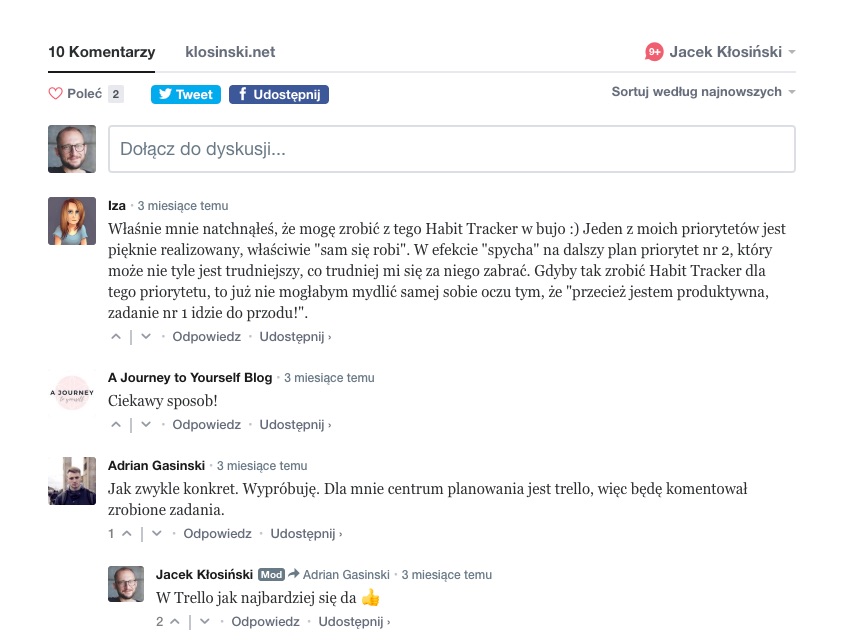 10 Komentarzy klosinski.net 9+ Jacek Kłosiński
Poleć 2 Tweet f Udostępnij Sortuj według najnowszych
Dołącz do dyskusji...
Iza · 3 miesiące temu
Właśnie mnie natchnąłeś, że mogę zrobić z tego Habit Tracker w bujo :) Jeden z moich priorytetów jest
pięknie realizowany, właściwie "sam się robi". W efekcie "spycha" na dalszy plan priorytet nr 2, który
może nie tyle jest trudniejszy, co trudniej mi się za niego zabrać. Gdyby tak zrobić Habit Tracker dla
tego priorytetu, to już nie mogłabym mydlić samej sobie oczu tym, że "przecież jestem produktywna,
zadanie nr 1 idzie do przodu!".
Odpowiedz · Udostępnij ›
A Journey to Yourself Blog · 3 miesiące temu
A JOURNEY
to yourself
Ciekawy sposob!
Odpowiedz · Udostępnij ›
Adrian Gasinski · 3 miesiące temu
Jak zwykle konkret. Wypróbuję. Dla mnie centrum planowania jest trello, więc będę komentował
zrobione zadania.
1 · Odpowiedz · Udostępnij ›
Jacek Kłosiński Mod Adrian Gasinski · 3 miesiące temu
W Trello jak najbardziej się da 👍
2 · Odpowiedz · Udostępnij ›